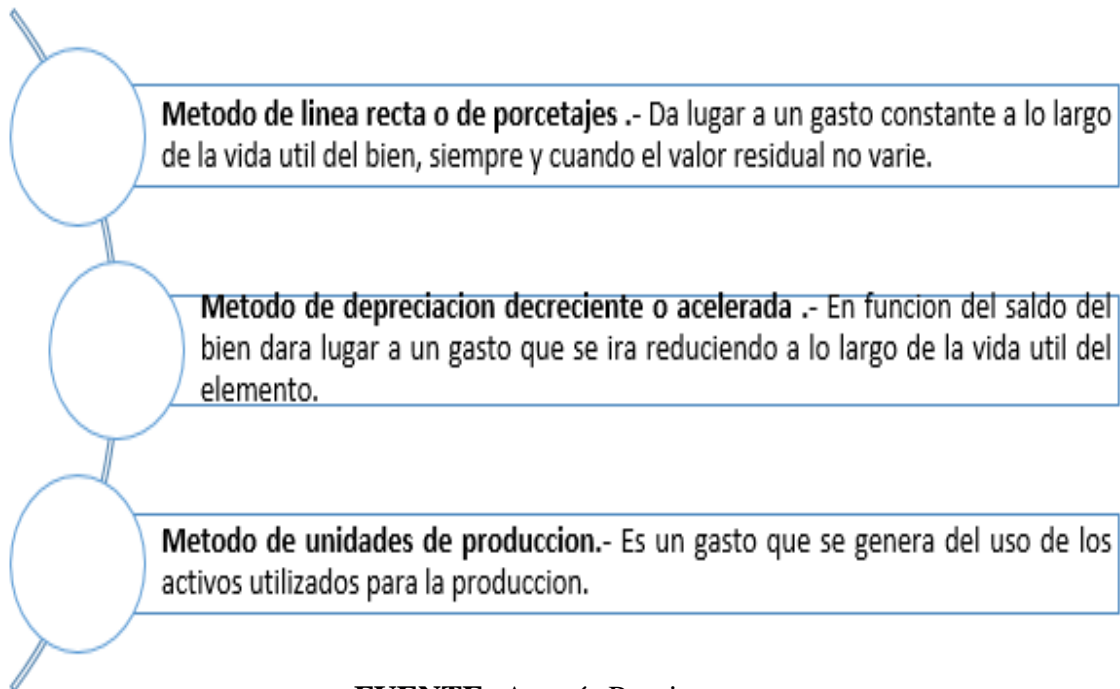 Metodo de linea recta o de porcetajes .- Da lugar a un gasto constante a lo largo
de la vida util del bien, siempre y cuando el valor residual no varie.
Metodo de depreciacion decreciente o acelerada .- En funcion del saldo del
bien dara lugar a un gasto que se ira reduciendo a lo largo de la vida util del
elemento.
Metodo de unidades de produccion.- Es un gasto que se genera del uso de los
activos utilizados para la produccion.